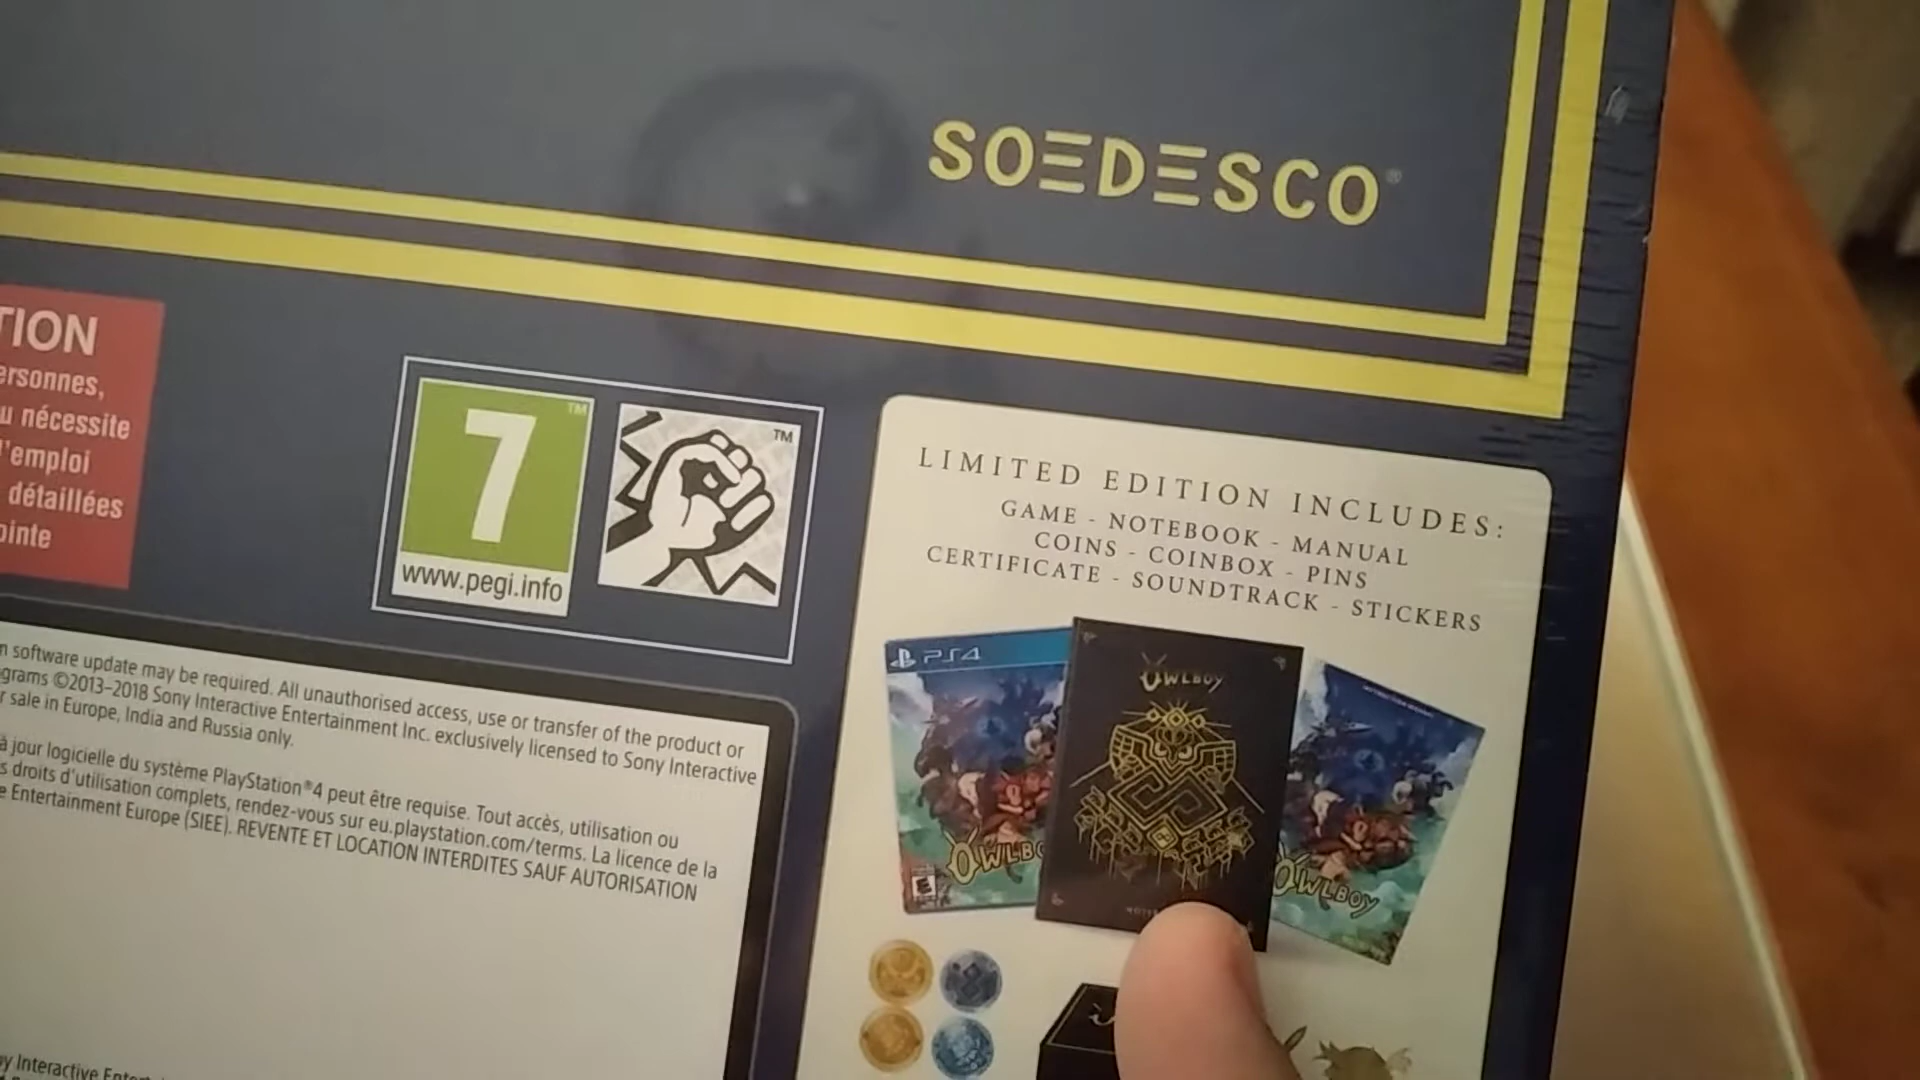 SOEDESCO®
TION
ersonnes,
u nécessite
l'emploi
détaillées
ointe
7
TM
TM
www.pegi.info
LIMITED EDITION INCLUDES:
GAME - NOTEBOOK - MANUAL
COINS - COINBOX - PINS
CERTIFICATE - SOUNDTRACK - STICKERS
PS4
OWLBO
E
OWLBOY
OWLBOY
n software update may be required. All unauthorised access, use or transfer of the product or
grams ©2013-2018 Sony Interactive Entertainment Inc. exclusively licensed to Sony Interactive
r sale in Europe, India and Russia only.
à jour logicielle du système PlayStation®4 peut être requise. Tout accès, utilisation ou
s droits d'utilisation complets, rendez-vous sur eu.playstation.com/terms. La licence de la
e Entertainment Europe (SIEE). REVENTE ET LOCATION INTERDITES SAUF AUTORISATION
y Interactive